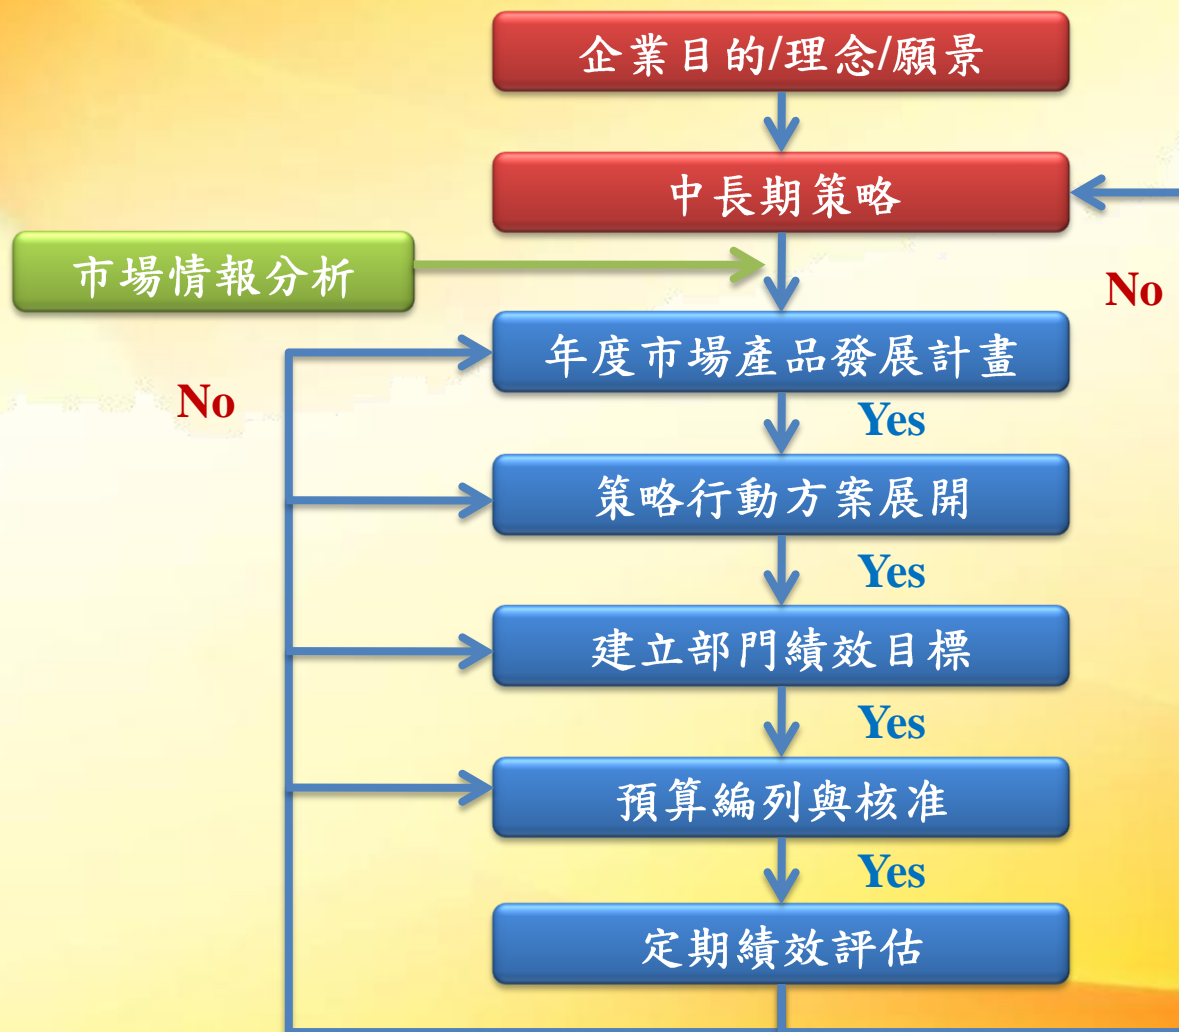 企業目的/理念/願景
中長期策略
市場情報分析
No
年度市場產品發展計畫
No
Yes
策略行動方案展開
Yes
建立部門績效目標
Yes
預算編列與核准
Yes
定期績效評估